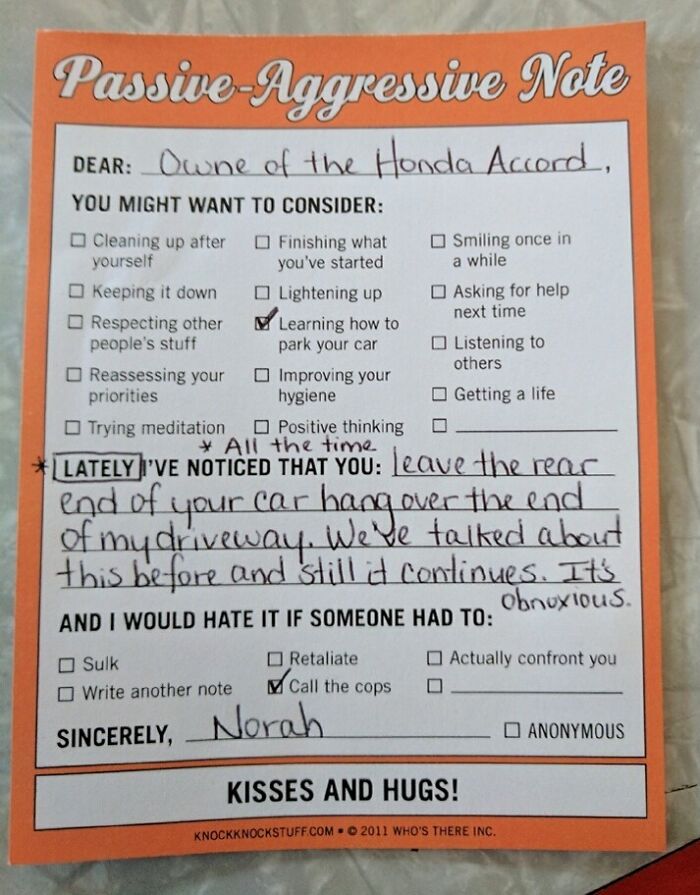 Passive-Aggressive Note
DEAR: Owne of the Honda Accord,
YOU MIGHT WANT TO CONSIDER:
Cleaning up after
yourself
Keeping it down
Respecting other
people's stuff
Reassessing your
priorities
Trying meditation
Finishing what
you've started
Lightening up
Learning how to
park your car
Improving your
hygiene
Positive thinking
Smiling once in
a while
Asking for help
next time
Listening to
others
Getting a life
* All the time
* LATELY I'VE NOTICED THAT YOU: leave the rear
end of your car hang over the end
of my driveway. We've talked about
this before and still it continues. It's
obnoxious.
AND I WOULD HATE IT IF SOMEONE HAD TO:
Sulk
Write another note
Retaliate
Call the cops
Actually confront you
SINCERELY, Norah
ANONYMOUS
KISSES AND HUGS!
KNOCKKNOCKSTUFF.COM • © 2011 WHO'S THERE INC.